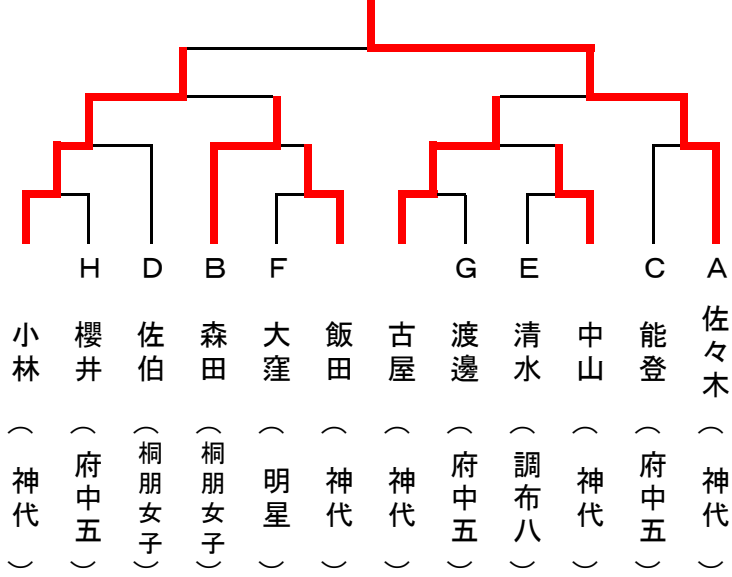 H D B F G E C A
小林（神代）
櫻井（府中五）
佐伯（桐朋女子）
森田（桐朋女子）
大窪（明星）
飯田（神代）
古屋（神代）
渡邊（府中五）
清水（調布八）
中山（神代）
能登（府中五）
佐々木（神代）